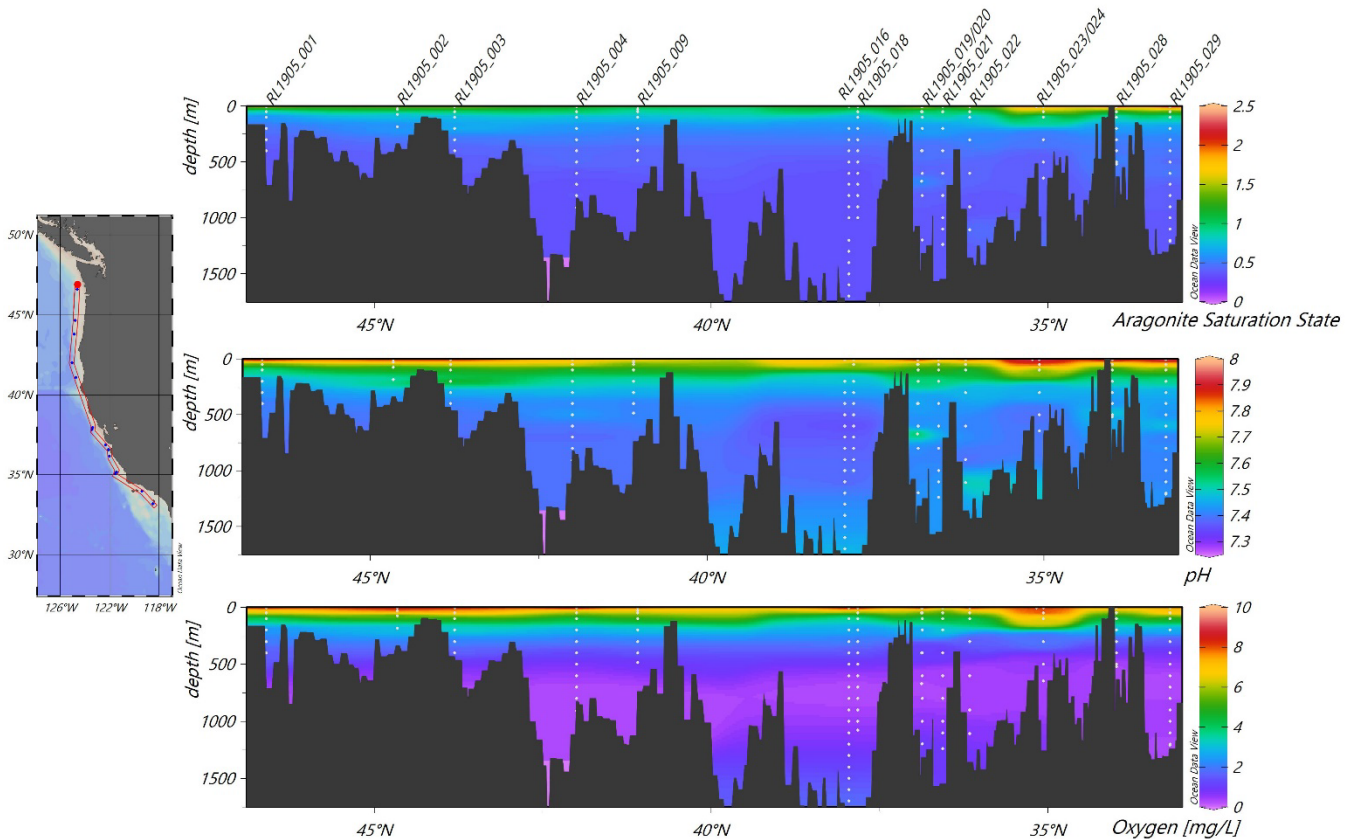 RL1905_001
RL1905_002
RL1905_003
RL1905_004
RL1905_009
RL1905_016
RL1905_018
RL1905_019/020
RL1905_021
RL1905_022
RL1905_023/024
RL1905_028
RL1905_029
depth [m]
0
500
1000
1500
45°N
40°N
35°N
Ocean Data View
2.5
2
1.5
1
0.5
0
Aragonite Saturation State
50°N
45°N
40°N
35°N
30°N
126°W
122°W
118°W
Ocean Data View
depth [m]
0
500
1000
1500
45°N
40°N
35°N
Ocean Data View
8
7.9
7.8
7.7
7.6
7.5
7.4
7.3
pH
depth [m]
0
500
1000
1500
45°N
40°N
35°N
Ocean Data View
10
8
6
4
2
0
Oxygen [mg/L]